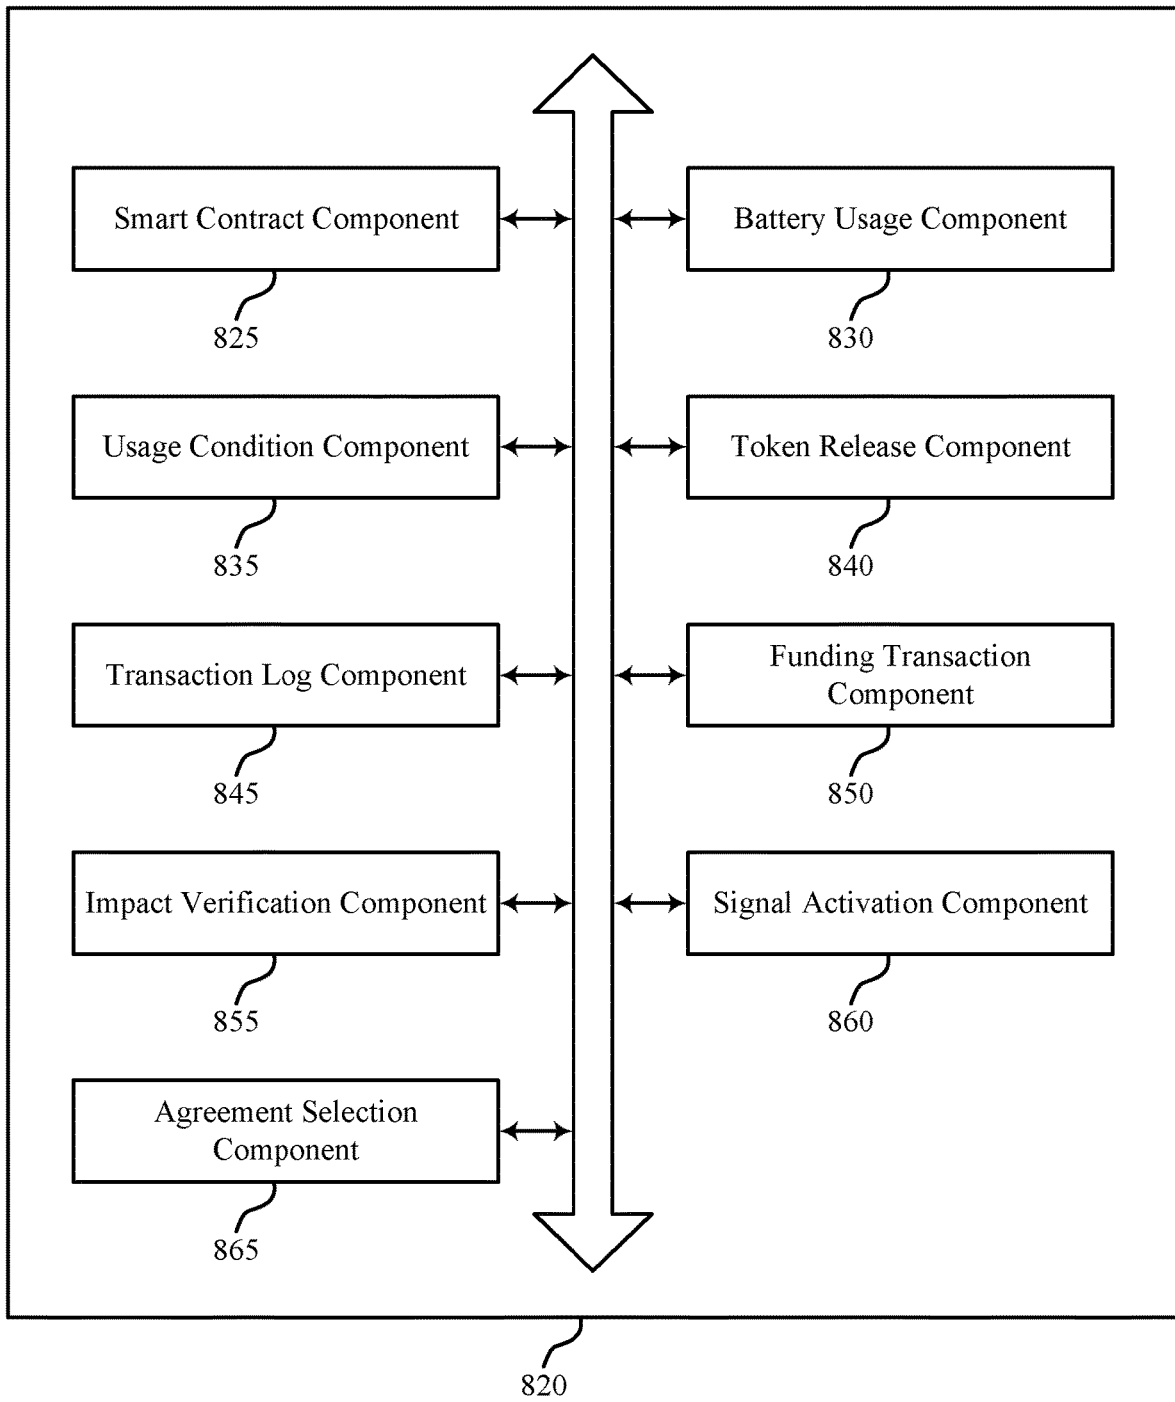 Smart Contract Component
825
Battery Usage Component
830
Usage Condition Component
835
Token Release Component
840
Transaction Log Component
845
Funding Transaction
Component
850
Impact Verification Component
855
Signal Activation Component
860
Agreement Selection
Component
865
820